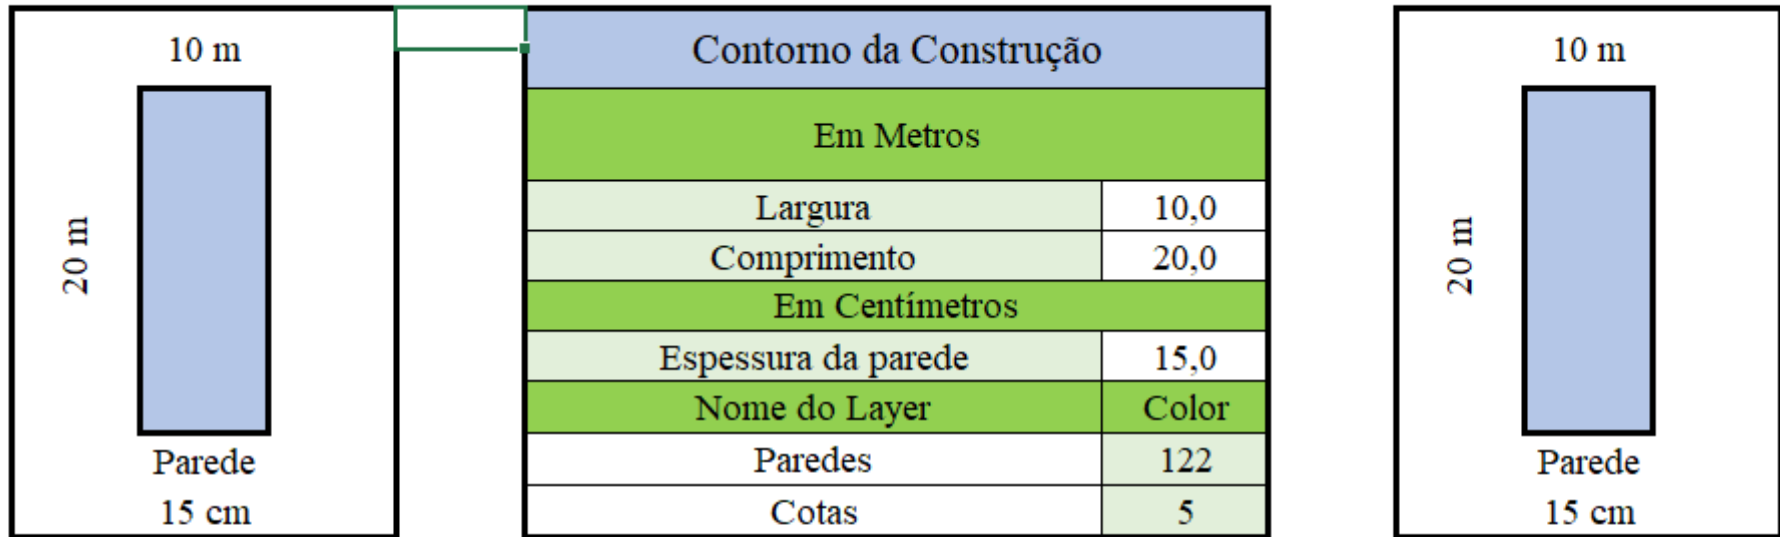 10 m
20 m
Parede
15 cm
Contorno da Construção
Em Metros
Largura 10,0
Comprimento 20,0
Em Centímetros
Espessura da parede 15,0
Nome do Layer Color
Paredes 122
Cotas 5
10 m
20 m
Parede
15 cm